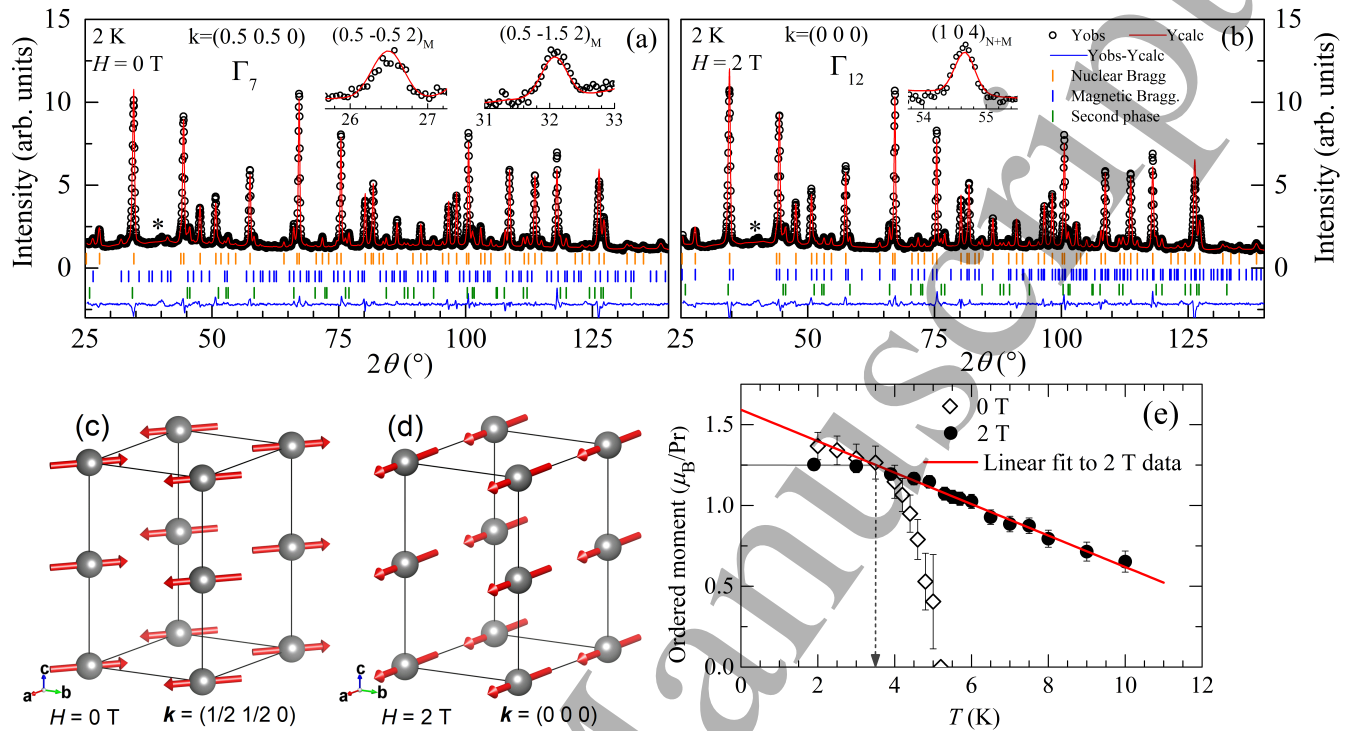 15
10
5
0
Intensity (arb. units)
2 K
H = 0 T
k=(0.5 0.5 0)
Γ7
(0.5 -0.5 2)M
26 27
(0.5 -1.5 2)M
31 32 33
(a)
*
25 50 75 100 125
2θ (°)
2 K
H = 2 T
k=(0 0 0)
Γ12
(1 0 4)N+M
54 55
(b)
Yobs Ycalc
Yobs-Ycalc
Nuclear Bragg
Magnetic Bragg.
Second phase
*
25 50 75 100 125
2θ (°)
15
10
5
0
Intensity (arb. units)
(c)
c
a b
H = 0 T k = (1/2 1/2 0)
(d)
c
a b
H = 2 T k = (0 0 0)
(e)
0 T
2 T
Linear fit to 2 T data
Ordered moment (μB/Pr)
1.5
1.25
1.0
0.5
0.0
0 2 4 6 8 10 12
T (K)
Manuscript